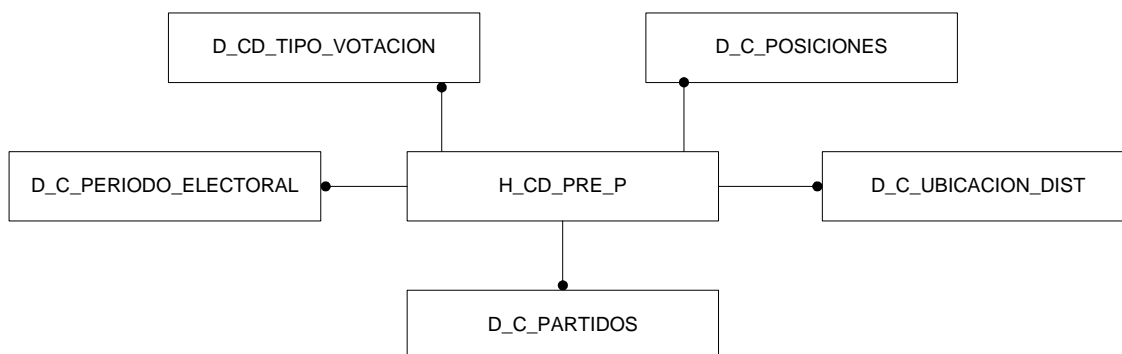 D_CD_TIPO_VOTACION
D_C_POSICIONES
D_C_PERIODO_ELECTORAL
H_CD_PRE_P
D_C_UBICACION_DIST
D_C_PARTIDOS